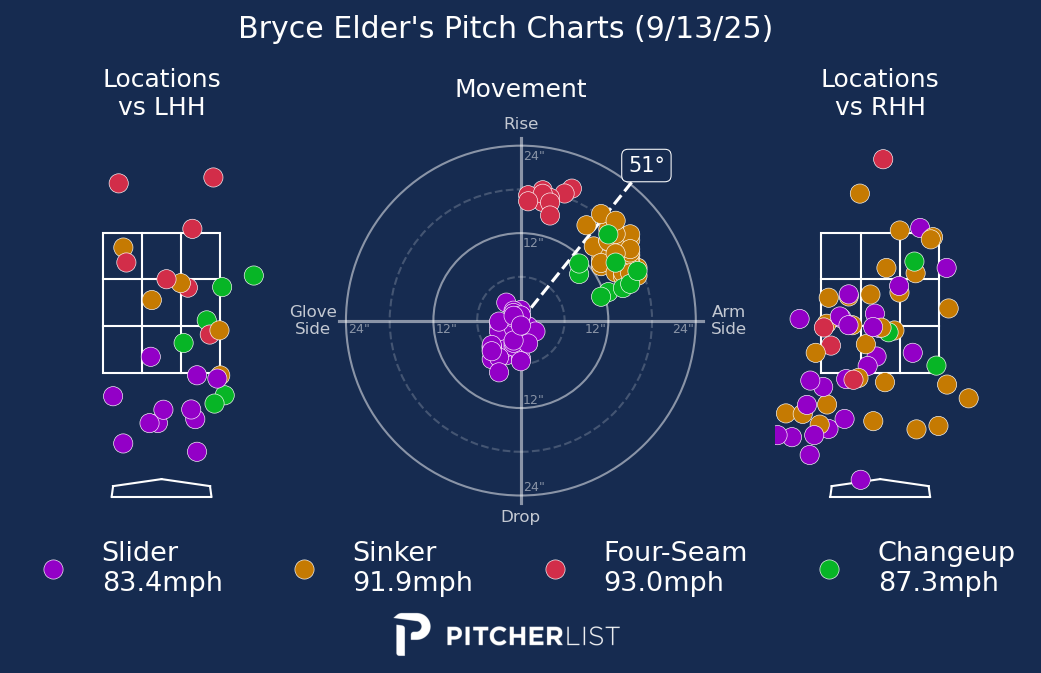 Bryce Elder's Pitch Charts (9/13/25)
Locations
vs LHH
Movement
Locations
vs RHH
Rise
24"
51°
12"
Glove
Side
24"
12"
12"
24"
Arm
Side
12"
24"
Drop
Slider
83.4mph
Sinker
91.9mph
Four-Seam
93.0mph
Changeup
87.3mph
PITCHERLIST